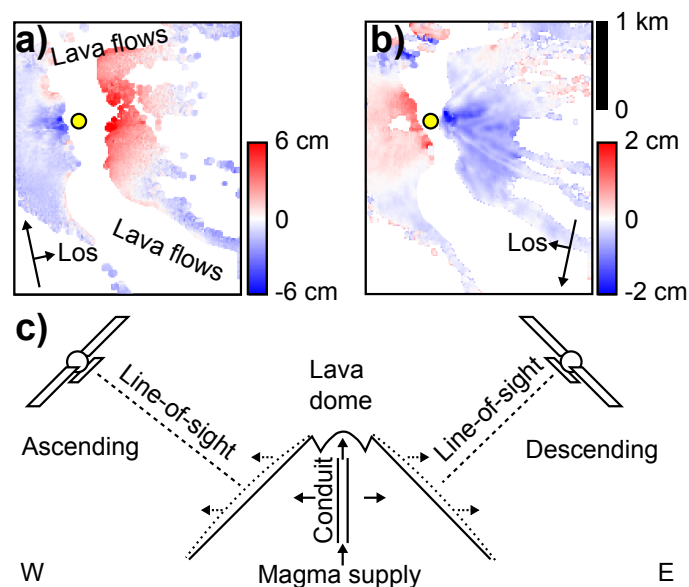 a)
Lava flows
Lava flows
Los
6 cm
0
-6 cm
b)
1 km
0
Los
2 cm
0
-2 cm
c)
Lava
dome
Line-of-sight
Line-of-sight
Ascending
Descending
Conduit
W
Magma supply
E